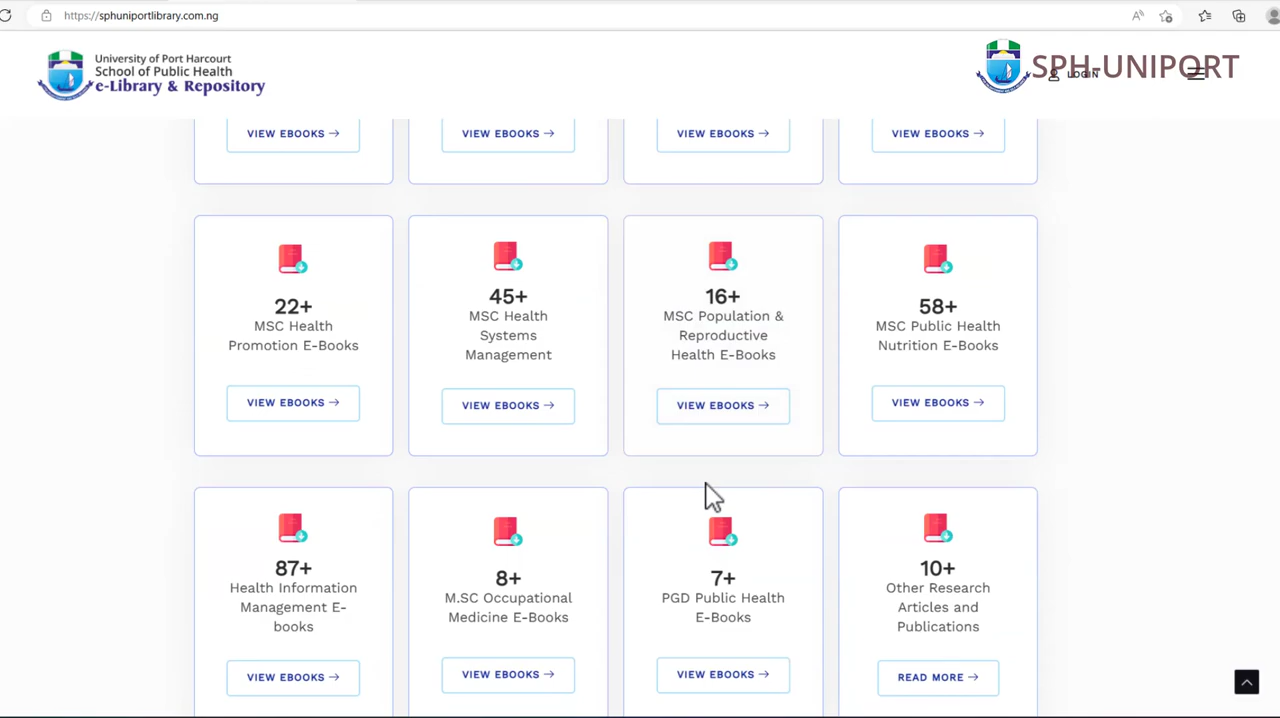 https://sphuniportlibrary.com.ng
University of Port Harcourt
School of Public Health
e-Library & Repository
SPH-UNIPORT
LOGIN
VIEW EBOOKS →
VIEW EBOOKS →
VIEW EBOOKS →
VIEW EBOOKS →
22+
MSC Health
Promotion E-Books
VIEW EBOOKS →
45+
MSC Health
Systems
Management
VIEW EBOOKS →
16+
MSC Population &
Reproductive
Health E-Books
VIEW EBOOKS →
58+
MSC Public Health
Nutrition E-Books
VIEW EBOOKS →
87+
Health Information
Management E-
books
VIEW EBOOKS →
8+
M.SC Occupational
Medicine E-Books
VIEW EBOOKS →
7+
PGD Public Health
E-Books
VIEW EBOOKS →
10+
Other Research
Articles and
Publications
READ MORE →